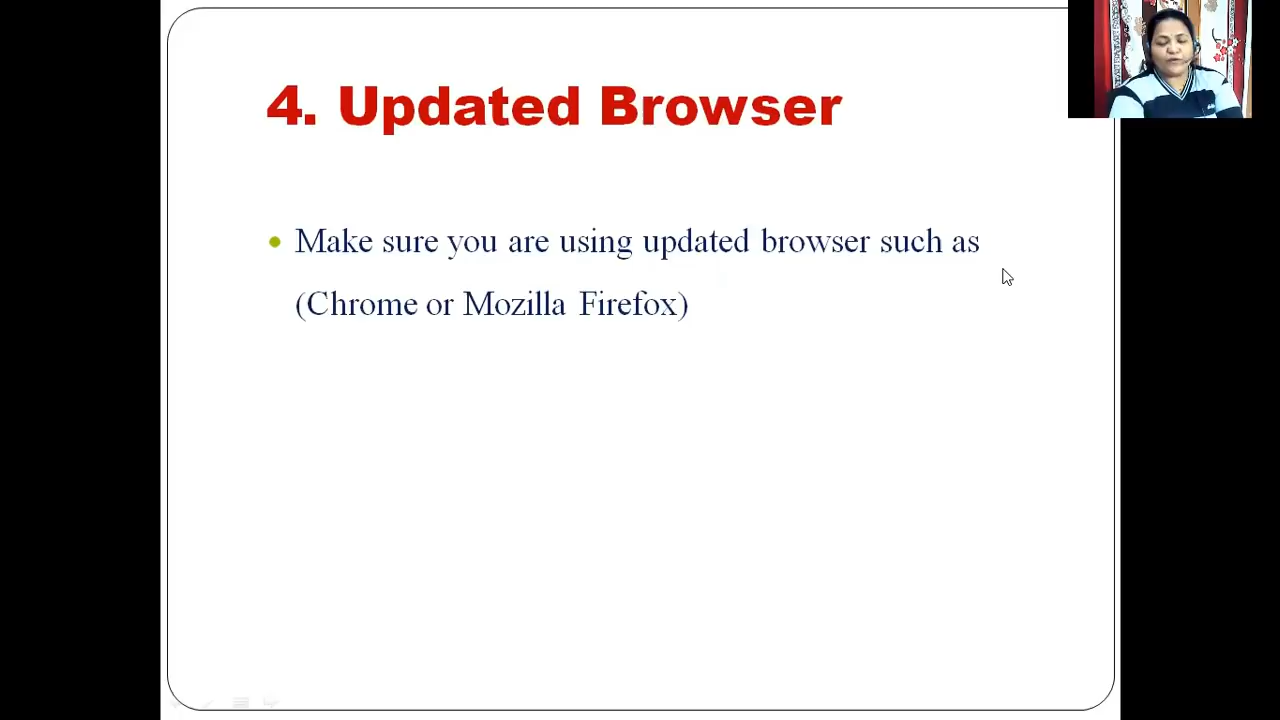 4. Updated Browser
Make sure you are using updated browser such as
(Chrome or Mozilla Firefox)